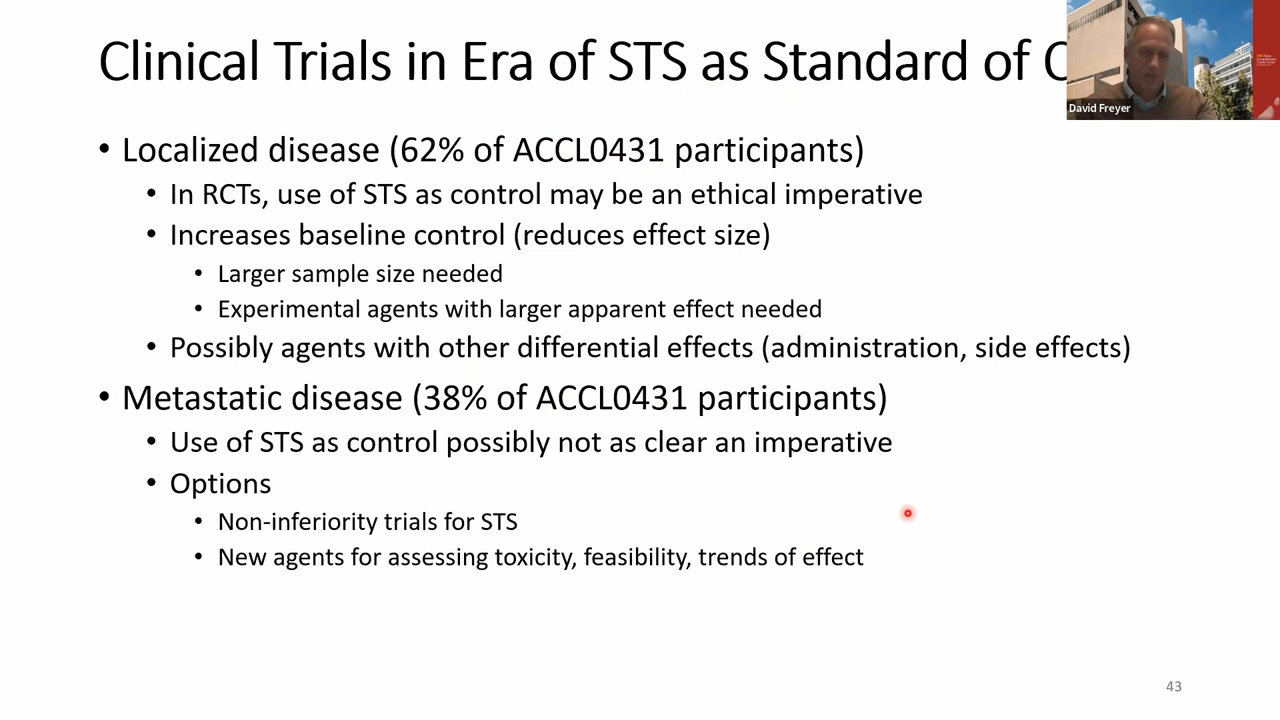 Clinical Trials in Era of STS as Standard of C
David Freyer
• Localized disease (62% of ACCL0431 participants)
• In RCTs, use of STS as control may be an ethical imperative
• Increases baseline control (reduces effect size)
• Larger sample size needed
• Experimental agents with larger apparent effect needed
• Possibly agents with other differential effects (administration, side effects)
• Metastatic disease (38% of ACCL0431 participants)
• Use of STS as control possibly not as clear an imperative
• Options
• Non-inferiority trials for STS
• New agents for assessing toxicity, feasibility, trends of effect
43